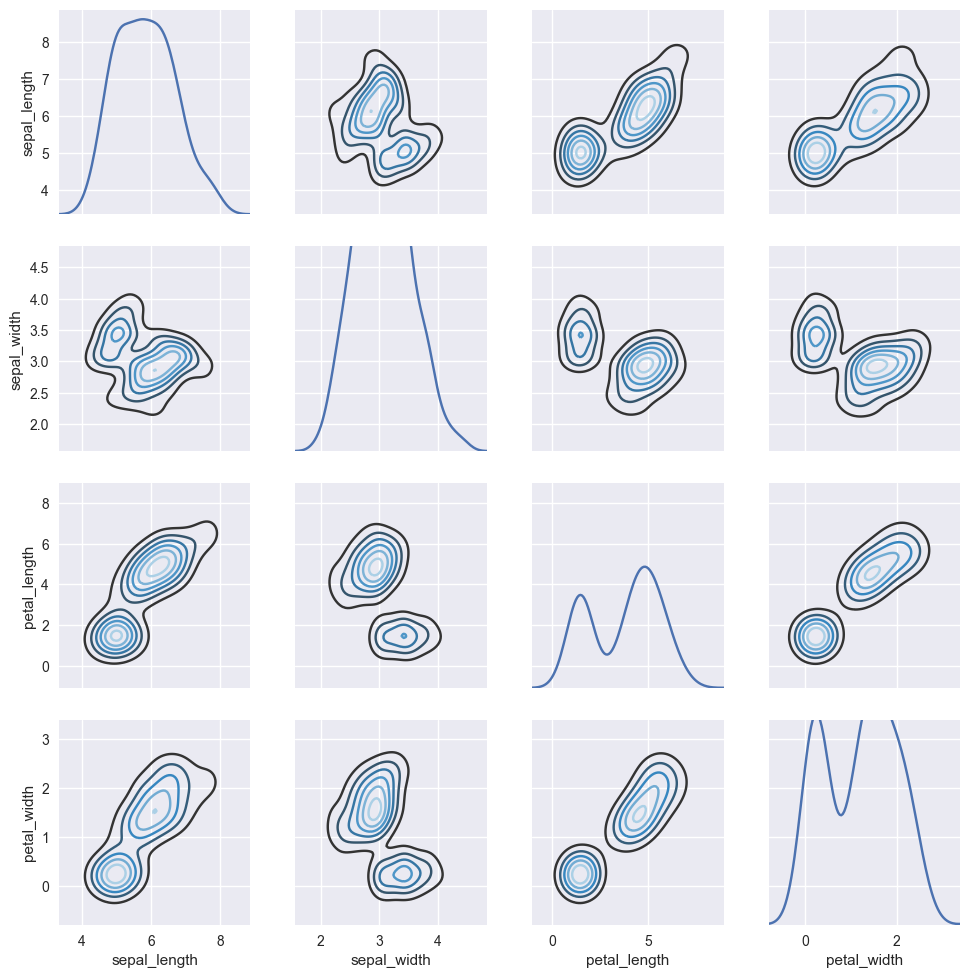 8
7
6
5
4
sepal_length
4.5
4.0
3.5
3.0
2.5
2.0
sepal_width
8
6
4
2
0
petal_length
3
2
1
0
petal_width
4 6 8
2 3 4
0 5
0 2
sepal_length
sepal_width
petal_length
petal_width